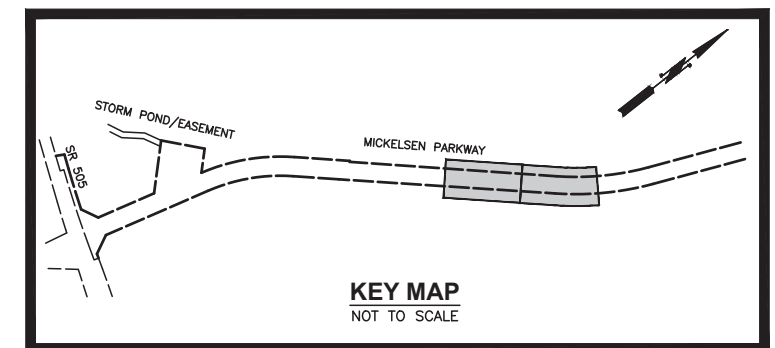 STORM POND/EASEMENT
SR 505
MICKELSEN PARKWAY
KEY MAP
NOT TO SCALE